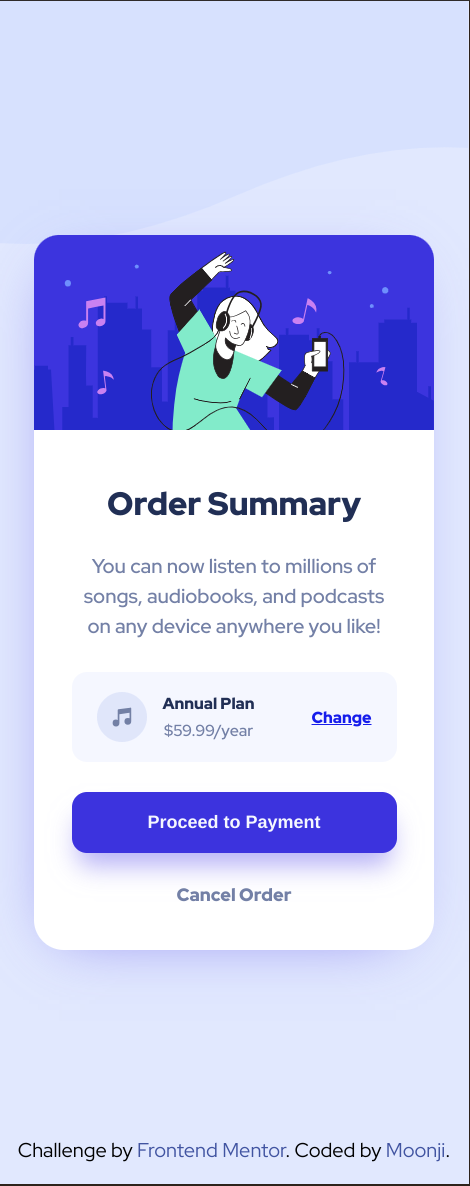 Order Summary
You can now listen to millions of
songs, audiobooks, and podcasts
on any device anywhere you like!
Annual Plan
$59.99/year
Change
Proceed to Payment
Cancel Order
Challenge by Frontend Mentor. Coded by Moonji.